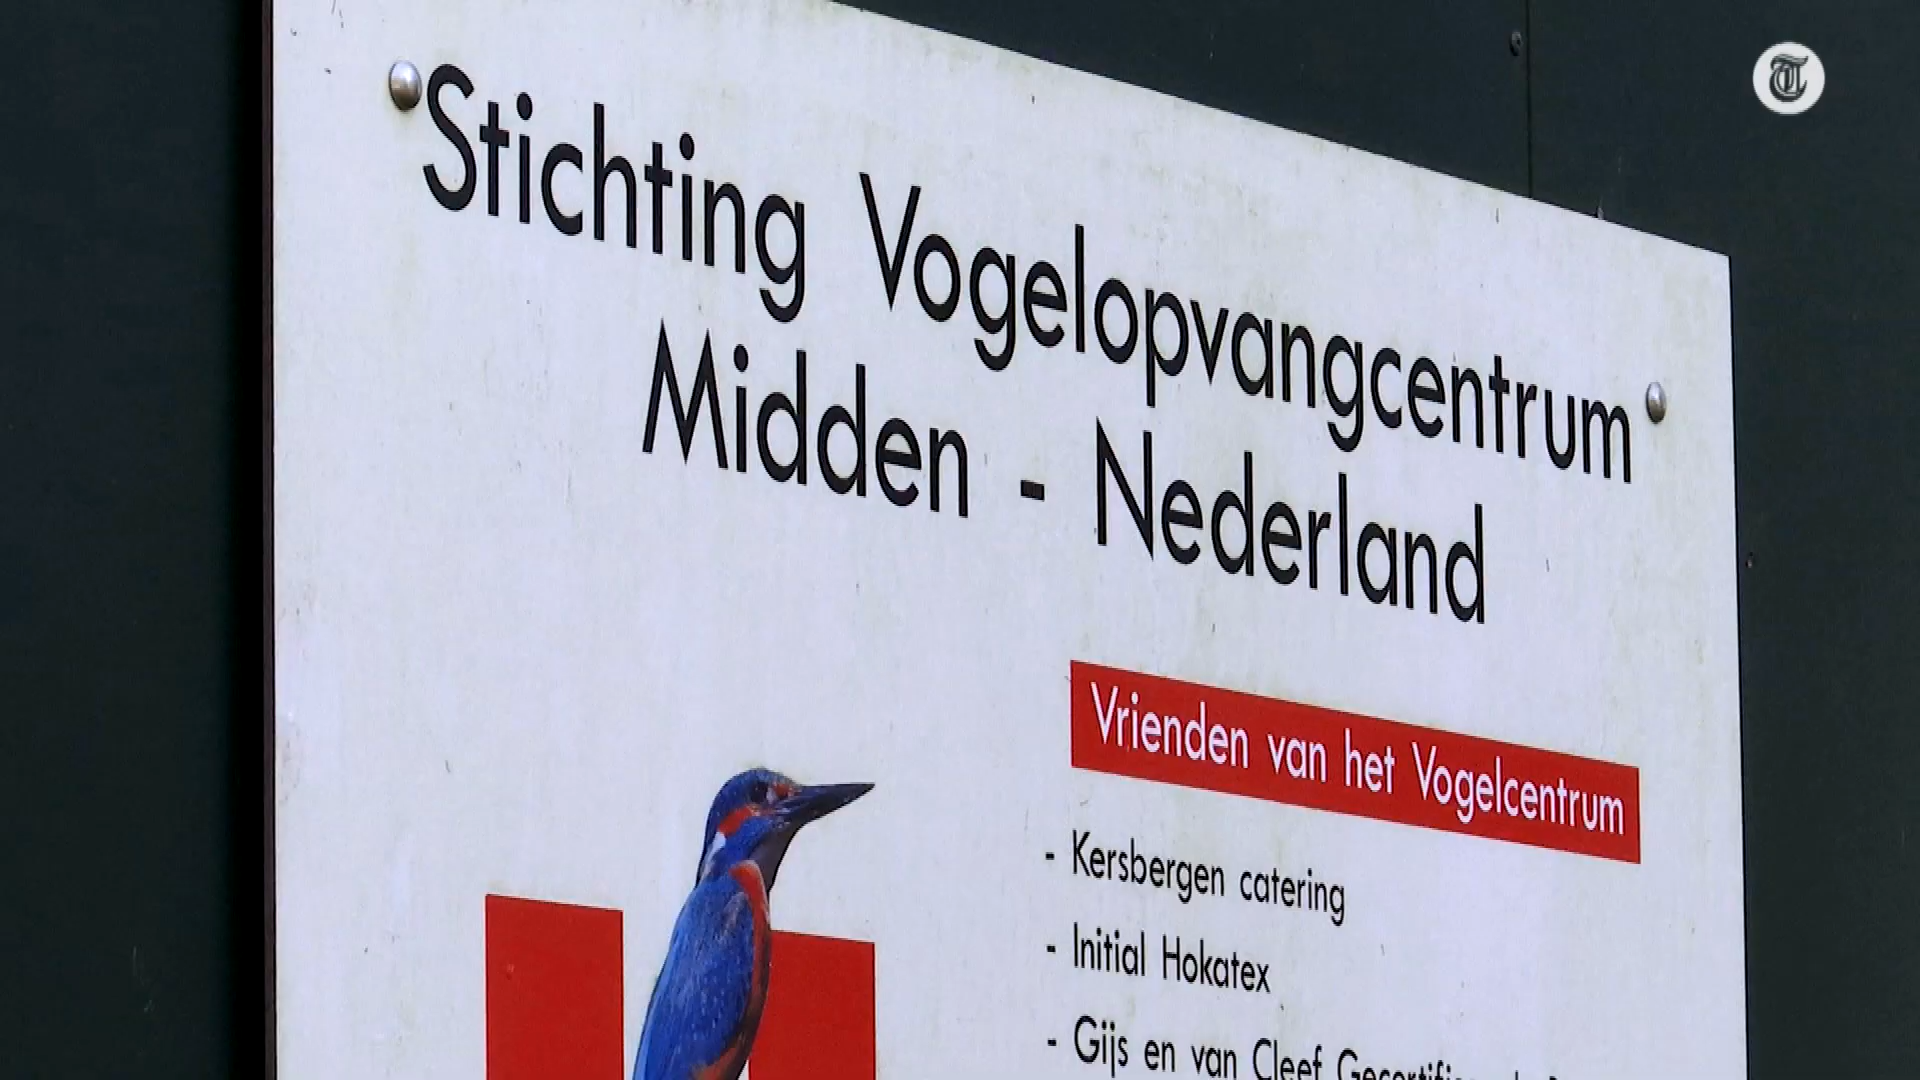 Stichting Vogelopvangcentrum
Midden - Nederland
Vrienden van het Vogelcentrum
- Kersbergen catering
- Initial Hokatex
- Gijs en van Cleef
T